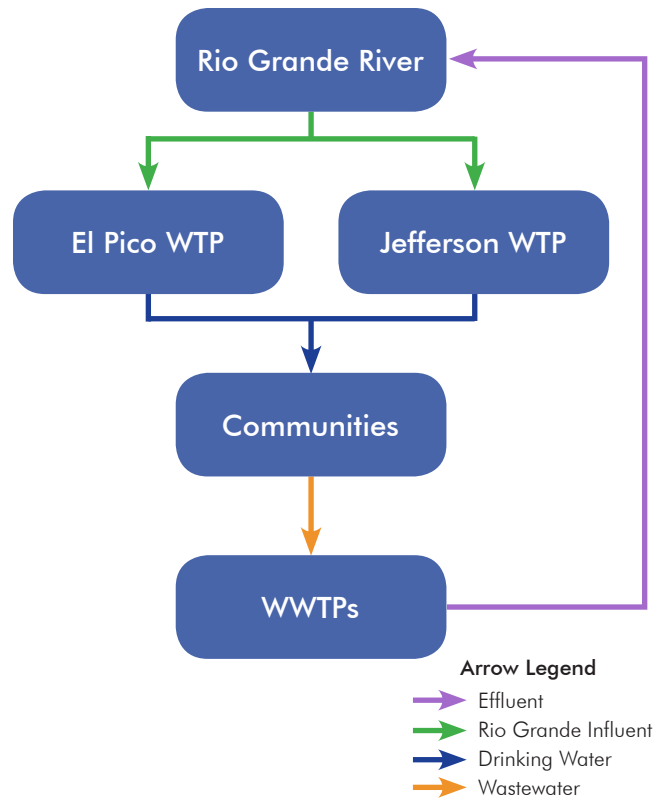 Rio Grande River
El Pico WTP
Jefferson WTP
Communities
WWTPs
Arrow Legend
Effluent
Rio Grande Influent
Drinking Water
Wastewater